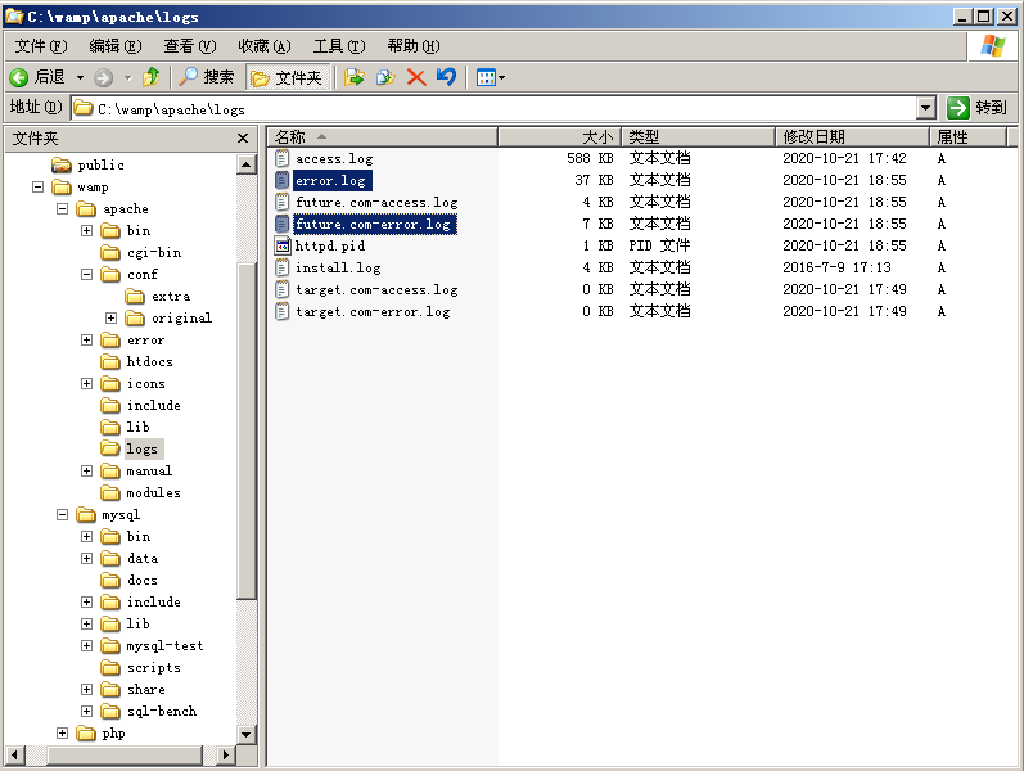 C:\wamp\apache\logs
文件(F) 编辑(E) 查看(V) 收藏(A) 工具(T) 帮助(H)
后退 搜索 文件夹
地址(D) C:\wamp\apache\logs 转到
文件夹
public
wamp
apache
bin
cgi-bin
conf
extra
original
error
htdocs
icons
include
lib
logs
manual
modules
mysql
bin
data
docs
include
lib
mysql-test
scripts
share
sql-bench
php
名称 大小 类型 修改日期 属性
access.log 588 KB 文本文档 2020-10-21 17:42 A
error.log 37 KB 文本文档 2020-10-21 18:55 A
future.com-access.log 4 KB 文本文档 2020-10-21 18:55 A
future.com-error.log 7 KB 文本文档 2020-10-21 18:55 A
httpd.pid 1 KB PID 文件 2020-10-21 18:55 A
install.log 4 KB 文本文档 2016-7-9 17:13 A
target.com-access.log 0 KB 文本文档 2020-10-21 17:49 A
target.com-error.log 0 KB 文本文档 2020-10-21 17:49 A